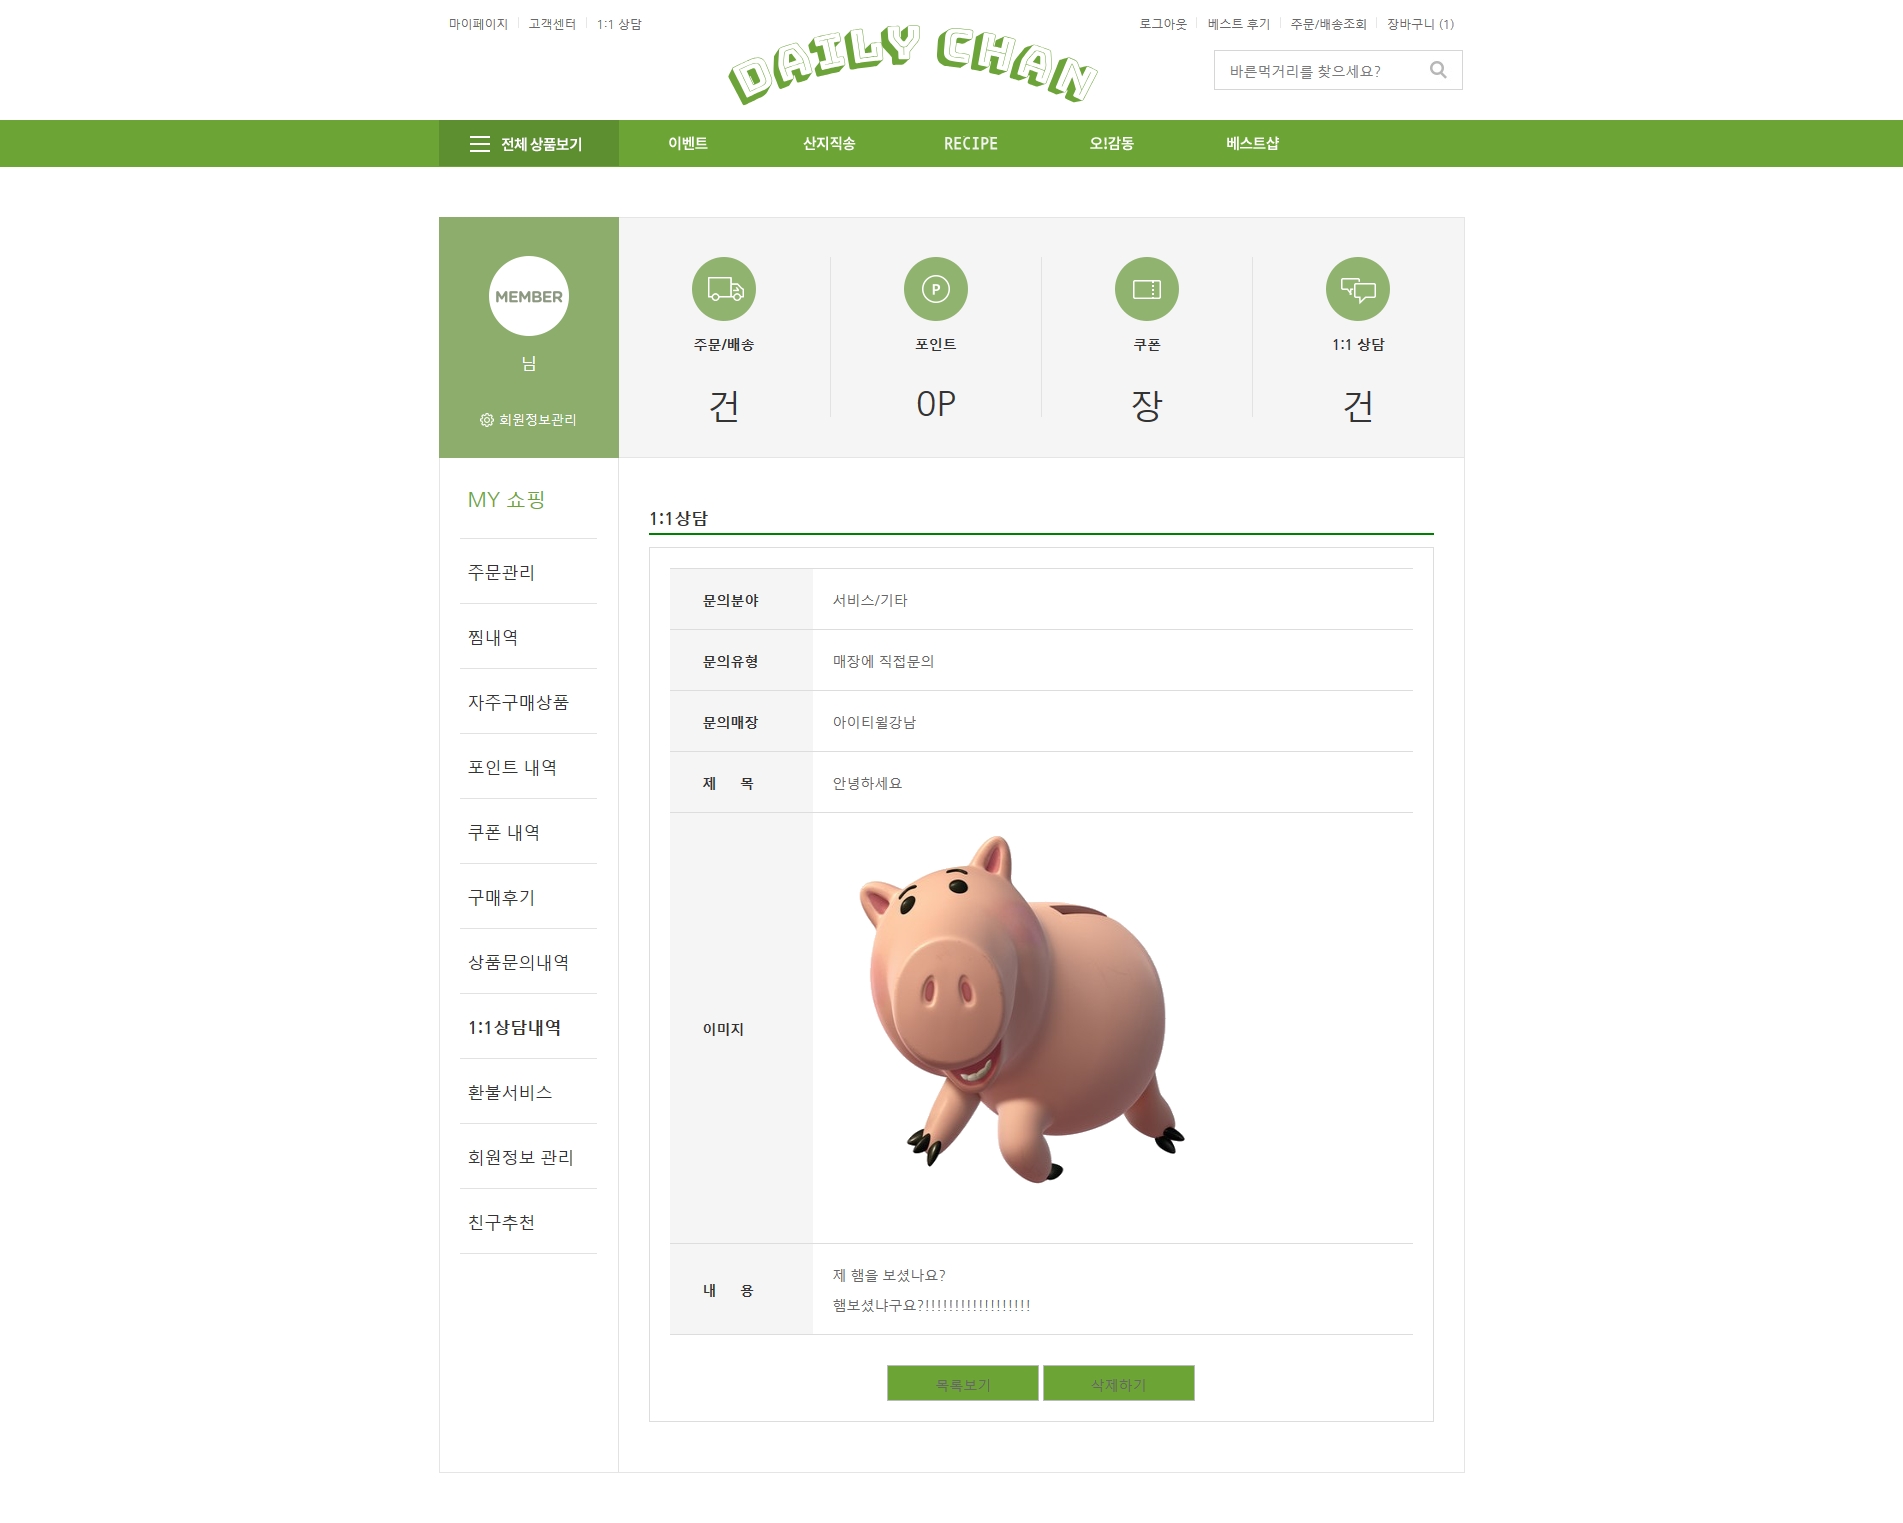 마이페이지 고객센터 1:1 상담
로그아웃 베스트 후기 주문/배송조회 장바구니 (1)
DAILY CHAN
바른먹거리를 찾으세요?
전체 상품보기 이벤트 산지직송 RECIPE 오!감동 베스트샵
MEMBER
님
회원정보관리
주문/배송
건
P
포인트
0P
쿠폰
장
1:1 상담
건
MY 쇼핑
주문관리
찜내역
자주구매상품
포인트 내역
쿠폰 내역
구매후기
상품문의내역
1:1상담내역
환불서비스
회원정보 관리
친구추천
1:1상담
문의분야 서비스/기타
문의유형 매장에 직접문의
문의매장 아이티윌강남
제 목 안녕하세요
이미지
내 용 제 햄을 보셨나요?
햄보셨냐구요?!!!!!!!!!!!!!!!!!!
목록보기 삭제하기